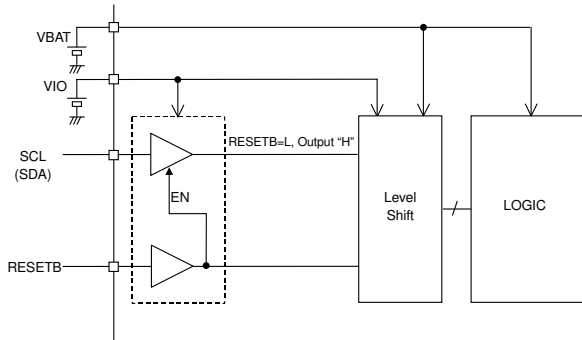 VBAT
VIO
SCL
(SDA)
RESETB=L, Output “H”
EN
Level
Shift
LOGIC
RESETB